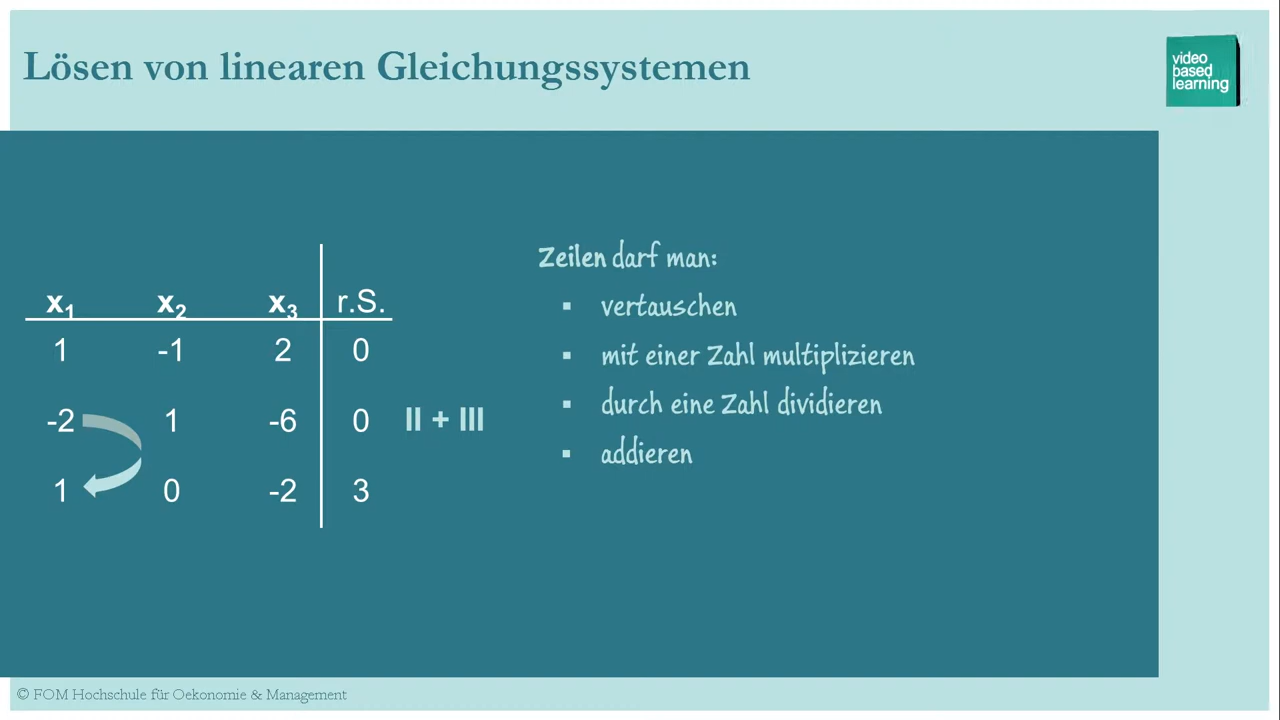 Lösen von linearen Gleichungssystemen
video
based
learning
x₁ x₂ x₃ r.S.
1 -1 2 0
-2 1 -6 0 II + III
1 0 -2 3
Zeilen darf man:
▪ vertauschen
▪ mit einer Zahl multiplizieren
▪ durch eine Zahl dividieren
▪ addieren
© FOM Hochschule für Oekonomie & Management